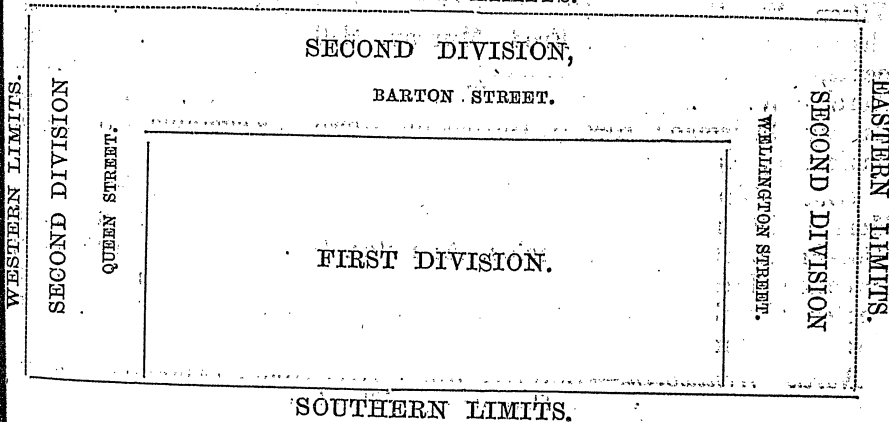 SECOND DIVISION,
BARTON STREET.
WESTERN LIMITS.
SECOND DIVISION
QUEEN STREET.
FIRST DIVISION.
WELLINGTON STREET.
SECOND DIVISION
EASTERN LIMITS.
SOUTHERN LIMITS.